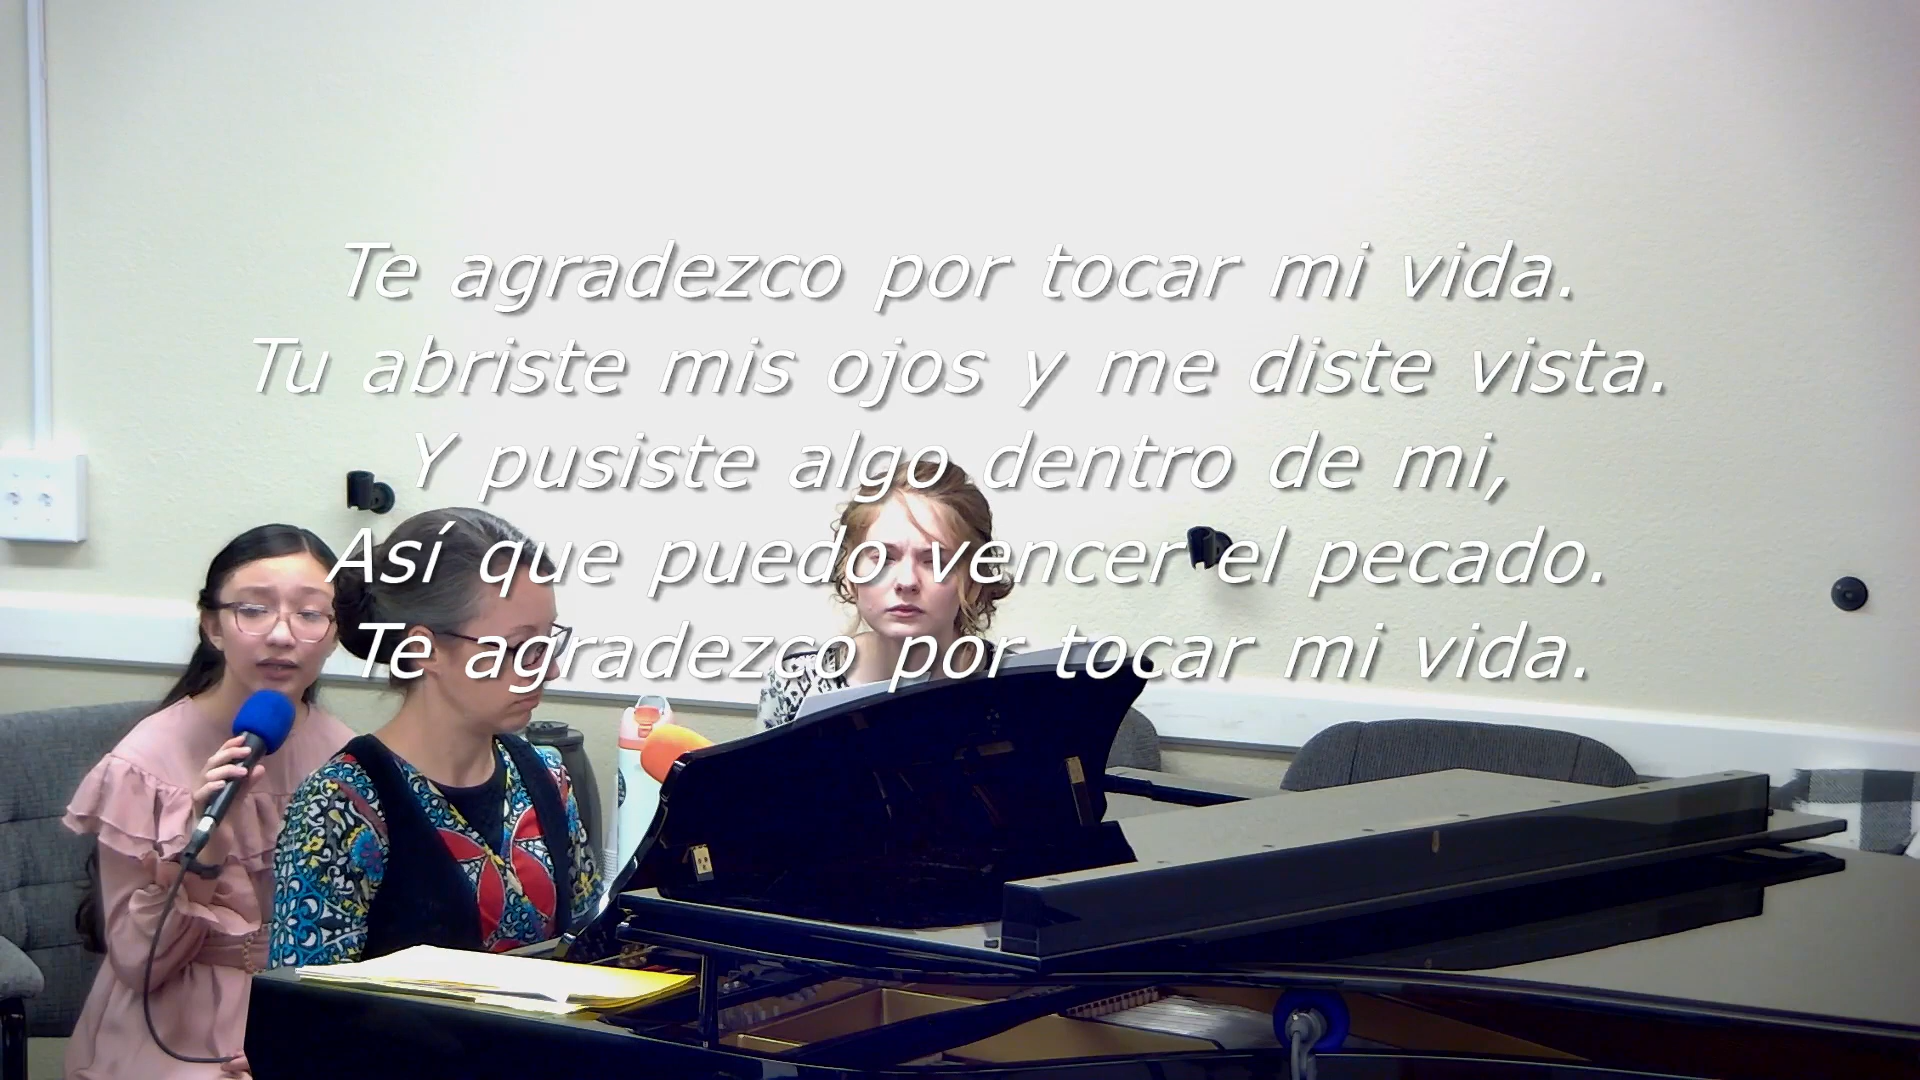 Te agradezco por tocar mi vida.
Tu abriste mis ojos y me diste vista.
Y pusiste algo dentro de mi,
Así que puedo vencer el pecado.
Te agradezco por tocar mi vida.